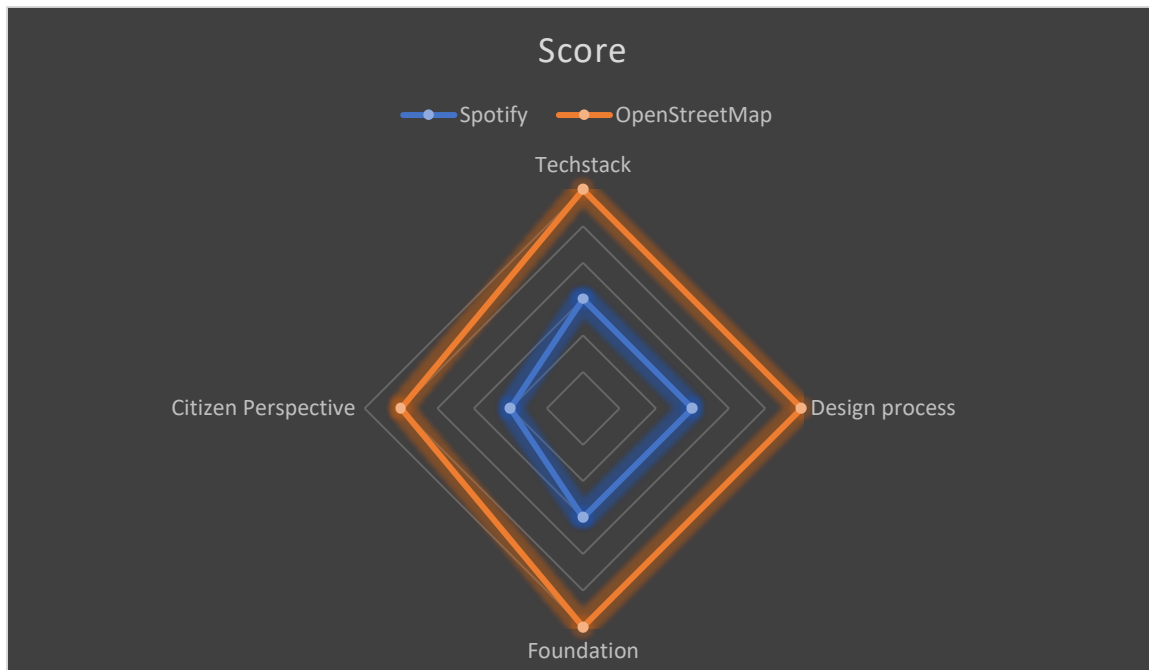 Score
Spotify OpenStreetMap
Techstack
Citizen Perspective
Design process
Foundation